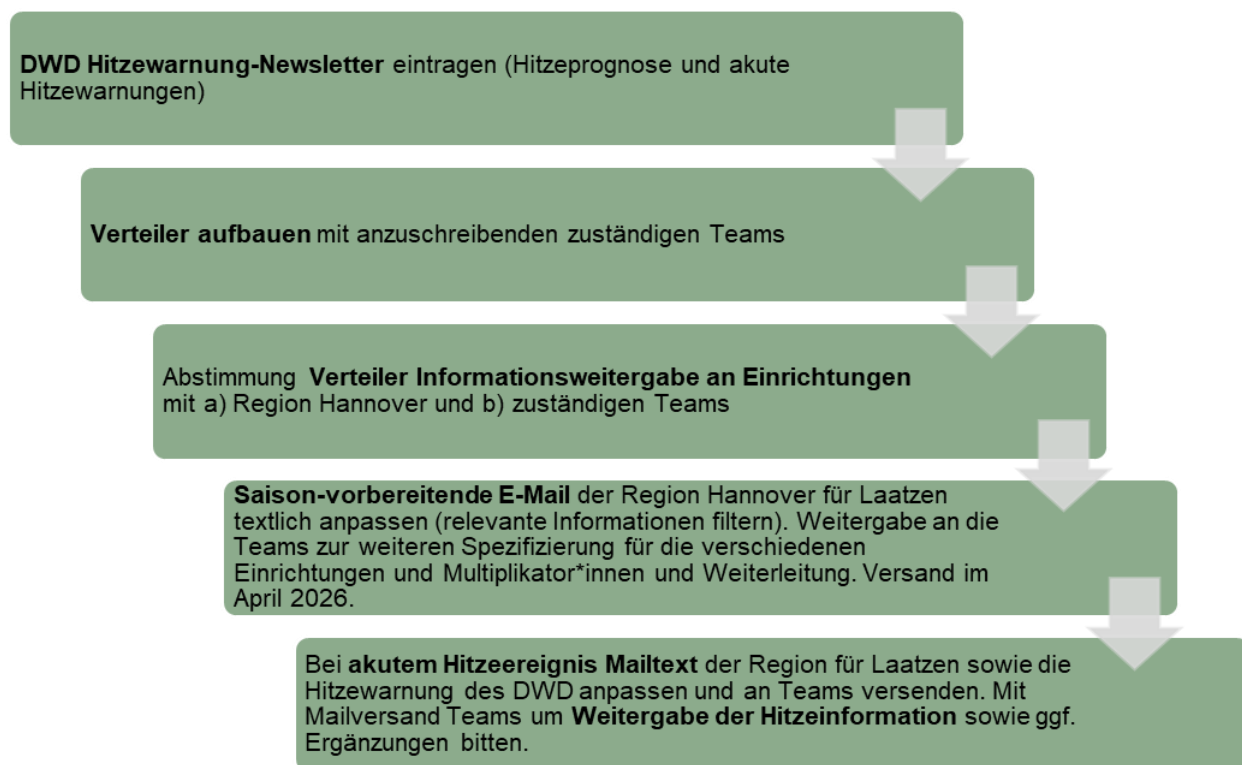 DWD Hitzewarnung-Newsletter eintragen (Hitzeprognose und akute
Hitzewarnungen)
Verteiler aufbauen mit anzuschreibenden zuständigen Teams
Abstimmung Verteiler Informationsweitergabe an Einrichtungen
mit a) Region Hannover und b) zuständigen Teams
Saison-vorbereitende E-Mail der Region Hannover für Laatzen
textlich anpassen (relevante Informationen filtern). Weitergabe an die
Teams zur weiteren Spezifizierung für die verschiedenen
Einrichtungen und Multiplikator*innen und Weiterleitung. Versand im
April 2026.
Bei akutem Hitzeereignis Mailtext der Region für Laatzen sowie die
Hitzewarnung des DWD anpassen und an Teams versenden. Mit
Mailversand Teams um Weitergabe der Hitzeinformation sowie ggf.
Ergänzungen bitten.